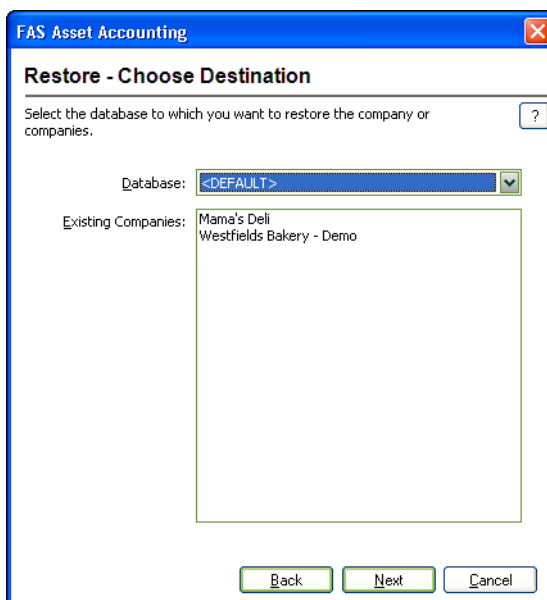 FAS Asset Accounting
Restore - Choose Destination
Select the database to which you want to restore the company or
companies.
?
Database: <DEFAULT>
Existing Companies: Mama's Deli
Westfields Bakery - Demo
Back Next Cancel